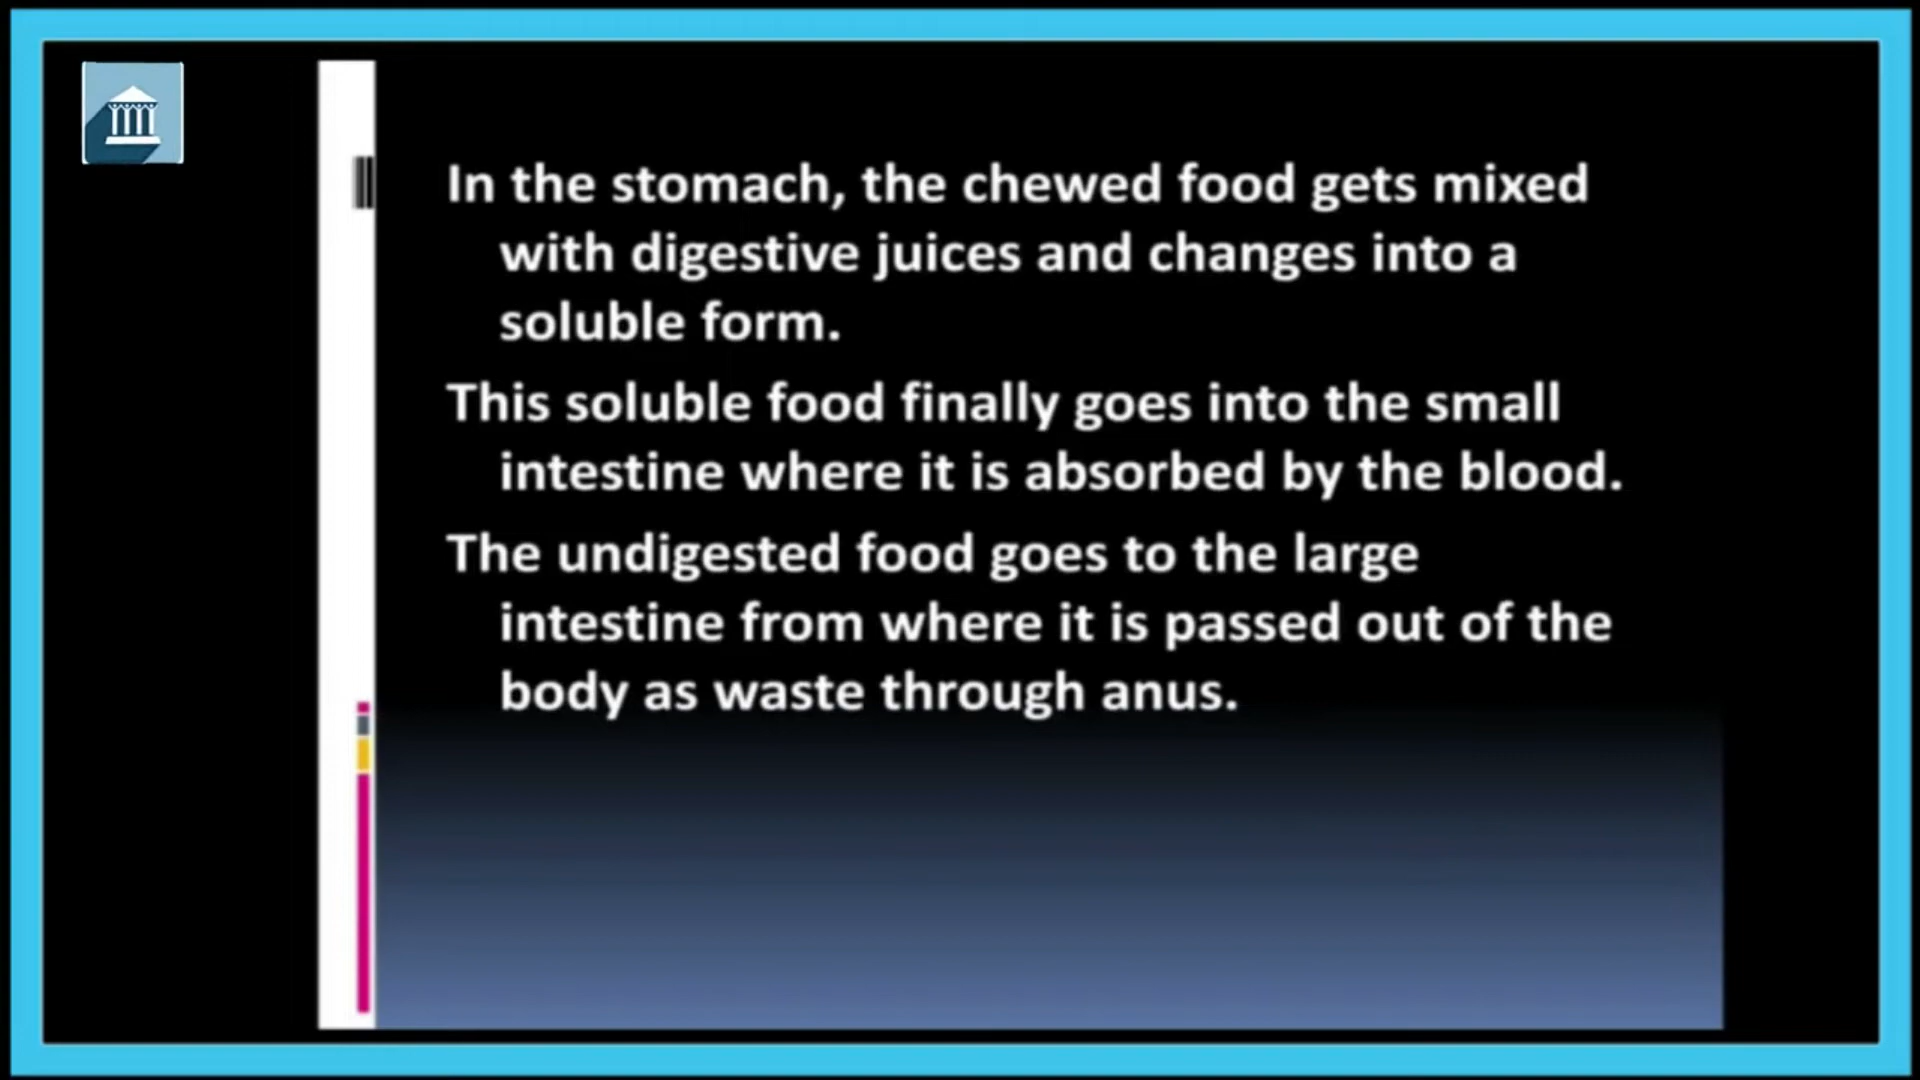 In the stomach, the chewed food gets mixed
with digestive juices and changes into a
soluble form.
This soluble food finally goes into the small
intestine where it is absorbed by the blood.
The undigested food goes to the large
intestine from where it is passed out of the
body as waste through anus.